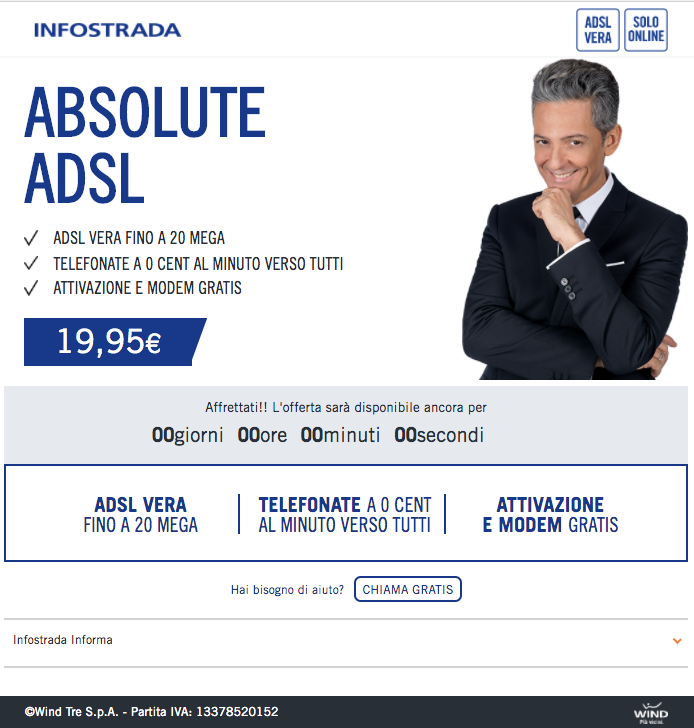 INFOSTRADA
ADSL
VERA
SOLO
ONLINE
ABSOLUTE
ADSL
ADSL VERA FINO A 20 MEGA
TELEFONATE A 0 CENT AL MINUTO VERSO TUTTI
ATTIVAZIONE E MODEM GRATIS
19,95€
Affrettati!! L'offerta sarà disponibile ancora per
00giorni 00ore 00minuti 00secondi
ADSL VERA
FINO A 20 MEGA
TELEFONATE A 0 CENT
AL MINUTO VERSO TUTTI
ATTIVAZIONE
E MODEM GRATIS
Hai bisogno di aiuto? CHIAMA GRATIS
Infostrada Informa
©Wind Tre S.p.A. - Partita IVA: 13378520152
WIND
Più vicini.